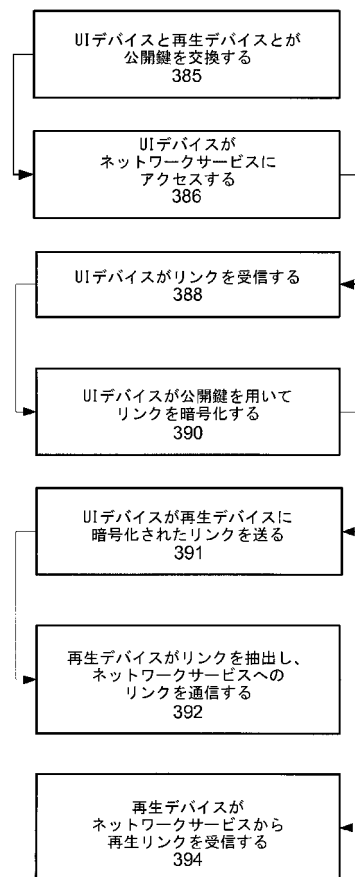 UIデバイスと再生デバイスとが
公開鍵を交換する
385
UIデバイスが
ネットワークサービスに
アクセスする
386
UIデバイスがリンクを受信する
388
UIデバイスが公開鍵を用いて
リンクを暗号化する
390
UIデバイスが再生デバイスに
暗号化されたリンクを送る
391
再生デバイスがリンクを抽出し、
ネットワークサービスへの
リンクを通信する
392
再生デバイスが
ネットワークサービスから
再生リンクを受信する
394